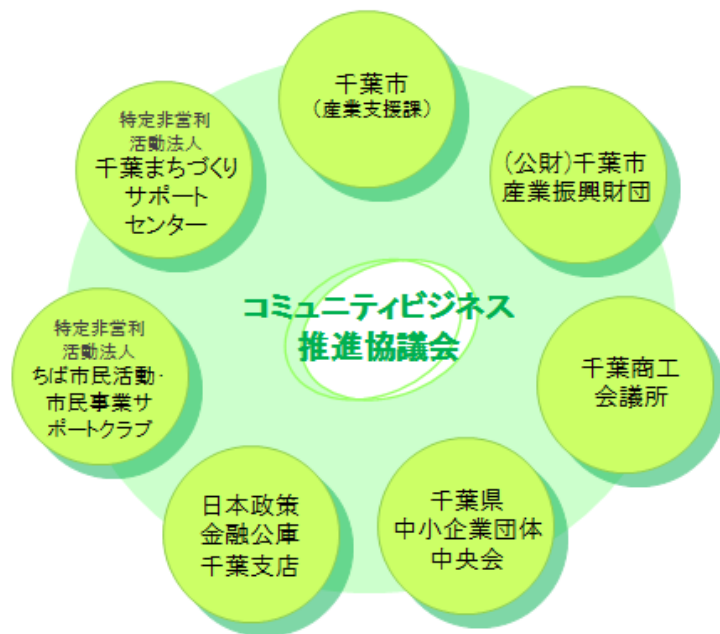 千葉市
（産業支援課）
（公財）千葉市
産業振興財団
千葉商工
会議所
千葉県
中小企業団体
中央会
日本政策
金融公庫
千葉支店
特定非営利
活動法人
ちば市民活動・
市民事業サ
ポートクラブ
特定非営利
活動法人
千葉まちづくり
サポート
センター
コミュニティビジネス
推進協議会